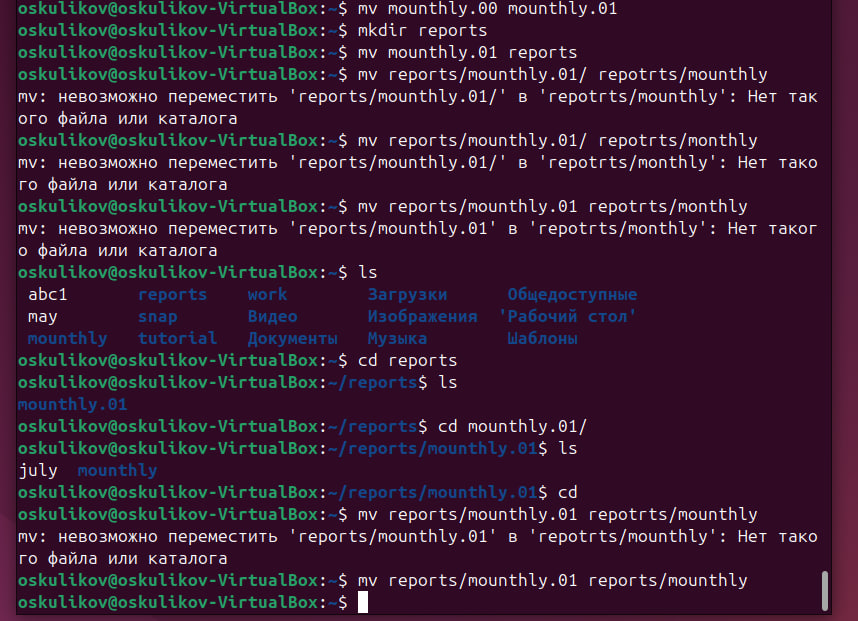 oskulikov@oskulikov-VirtualBox:~$ mv mounthly.00 mounthly.01
oskulikov@oskulikov-VirtualBox:~$ mkdir reports
oskulikov@oskulikov-VirtualBox:~$ mv mounthly.01 reports
oskulikov@oskulikov-VirtualBox:~$ mv reports/mounthly.01/ repotrts/mounthly
mv: невозможно переместить 'reports/mounthly.01/' в 'repotrts/mounthly': Нет так
ого файла или каталога
oskulikov@oskulikov-VirtualBox:~$ mv reports/mounthly.01/ repotrts/monthly
mv: невозможно переместить 'reports/mounthly.01/' в 'repotrts/monthly': Нет тако
го файла или каталога
oskulikov@oskulikov-VirtualBox:~$ mv reports/mounthly.01 repotrts/monthly
mv: невозможно переместить 'reports/mounthly.01' в 'repotrts/monthly': Нет таког
о файла или каталога
oskulikov@oskulikov-VirtualBox:~$ ls
abc1 reports work Загрузки Общедоступные
may snap Видео Изображения 'Рабочий стол'
mounthly tutorial Документы Музыка Шаблоны
oskulikov@oskulikov-VirtualBox:~$ cd reports
oskulikov@oskulikov-VirtualBox:~/reports$ ls
mounthly.01
oskulikov@oskulikov-VirtualBox:~/reports$ cd mounthly.01/
oskulikov@oskulikov-VirtualBox:~/reports/mounthly.01$ ls
july mounthly
oskulikov@oskulikov-VirtualBox:~/reports/mounthly.01$ cd
oskulikov@oskulikov-VirtualBox:~$ mv reports/mounthly.01 repotrts/mounthly
mv: невозможно переместить 'reports/mounthly.01' в 'repotrts/mounthly': Нет тако
го файла или каталога
oskulikov@oskulikov-VirtualBox:~$ mv reports/mounthly.01 reports/mounthly
oskulikov@oskulikov-VirtualBox:~$